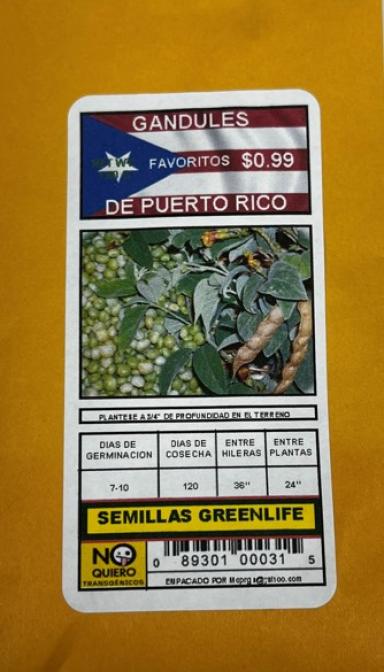 GANDULES
FAVORITOS $0.99
DE PUERTO RICO
PLANTESE A 3/4" DE PROFUNDIDAD EN EL TERRENO
DIAS DE GERMINACION
DIAS DE COSECHA
ENTRE HILERAS
ENTRE PLANTAS
7-10
120
36"
24"
SEMILLAS GREENLIFE
NO QUIERO
TRANSGÉNICOS
0 89301 00031 5
EMPACADO POR